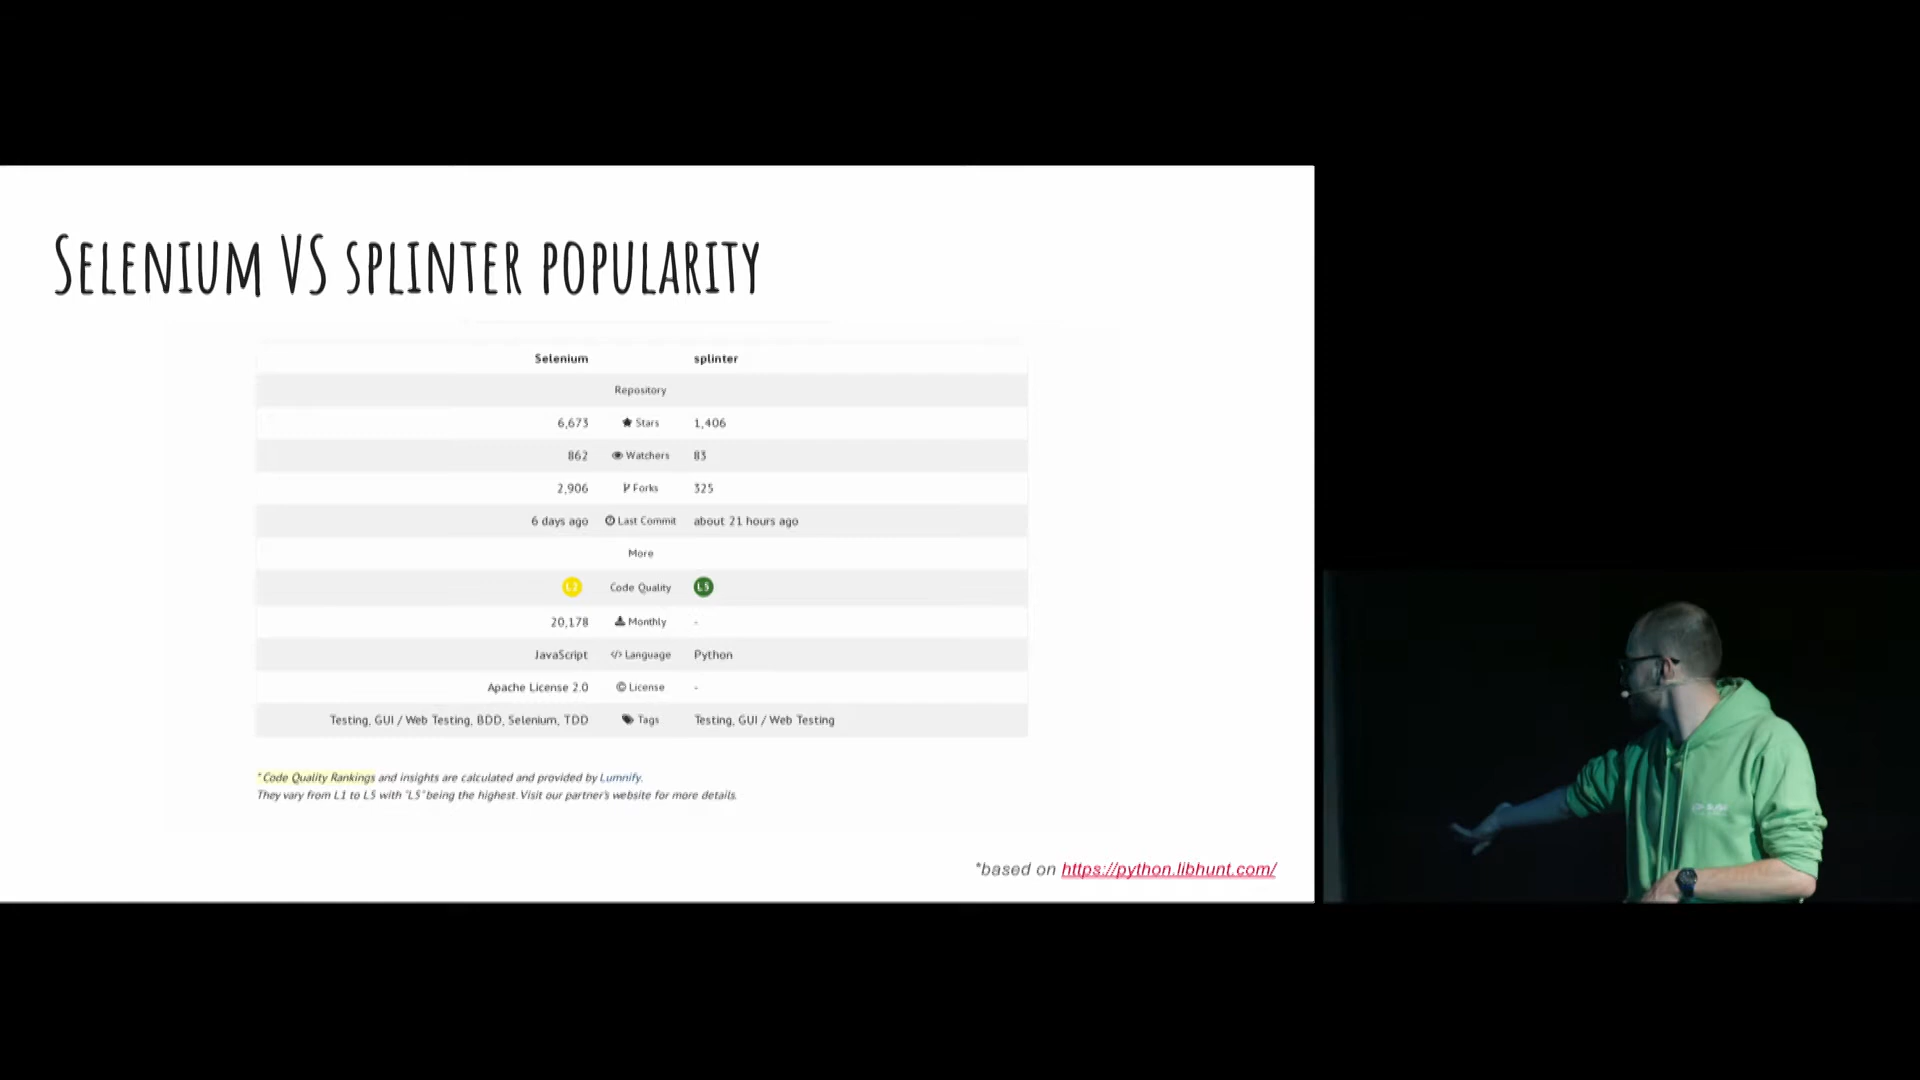 Selenium VS splinter popularity
Selenium splinter
Repository
6,673 Stars 1,406
862 Watchers 83
2,906 Forks 325
6 days ago Last Commit about 21 hours ago
More
Code Quality L5
20,178 Monthly -
JavaScript </> Language Python
Apache License 2.0 © License -
Testing, GUI / Web Testing, BDD, Selenium, TDD Tags Testing, GUI / Web Testing
* Code Quality Rankings and insights are calculated and provided by Lumnify.
They vary from L1 to L5 with "L5" being the highest. Visit our partner's website for more details.
*based on https://python.libhunt.com/